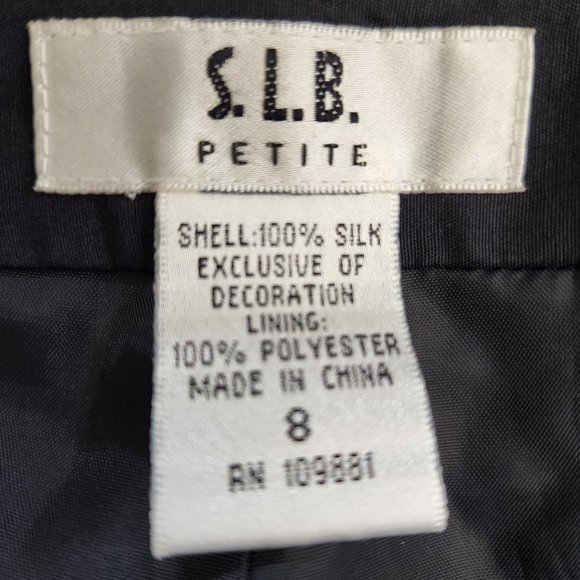 S.L.B.
PETITE
SHELL:100% SILK
EXCLUSIVE OF
DECORATION
LINING:
100% POLYESTER
MADE IN CHINA
8
RN 109881